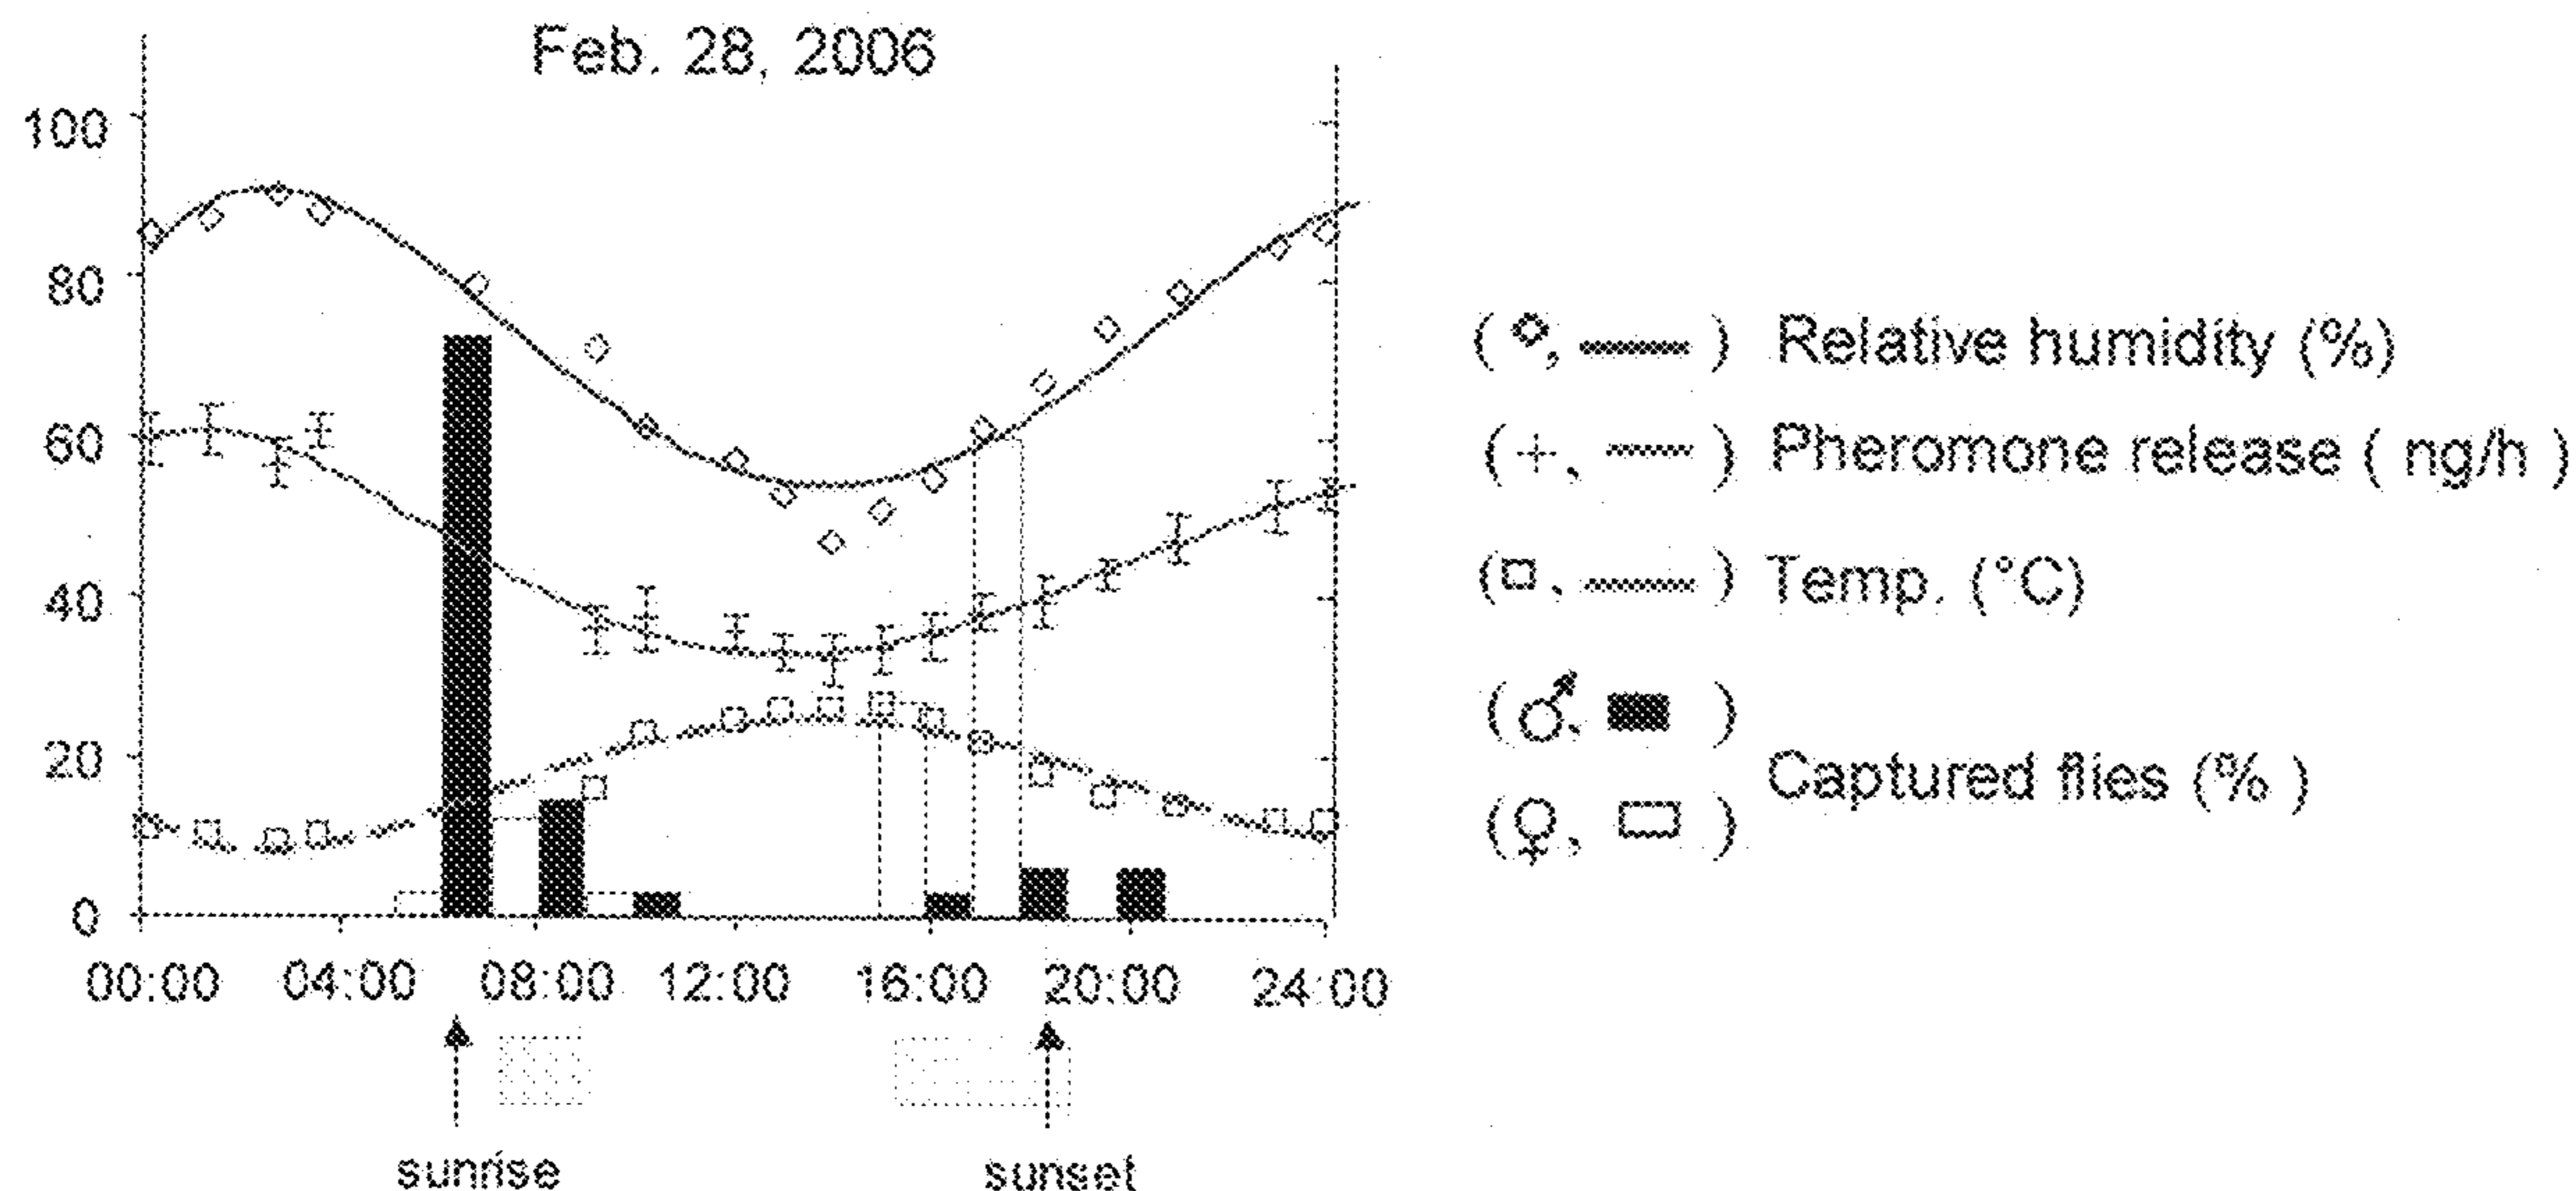 Feb. 28, 2006
100
80
60
40
20
0
00:00 04:00 08:00 12:00 16:00 20:00 24:00
sunrise sunset
(◇, ) Relative humidity (%)
(+, ) Pheromone release ( ng/h )
(□, ) Temp. (°C)
(♂, ■ )
Captured flies (% )
(♀, □ )